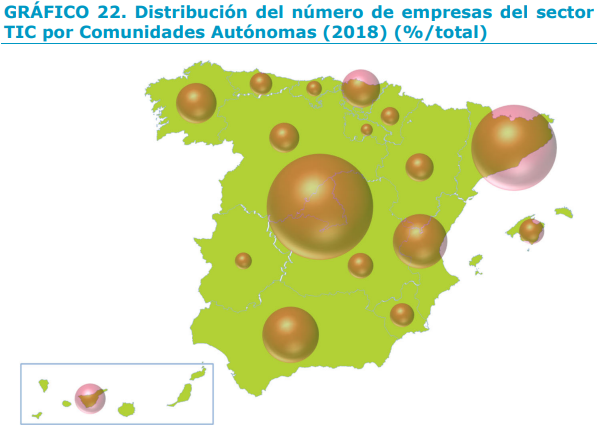 GRÁFICO 22. Distribución del número de empresas del sector
TIC por Comunidades Autónomas (2018) (%/total)